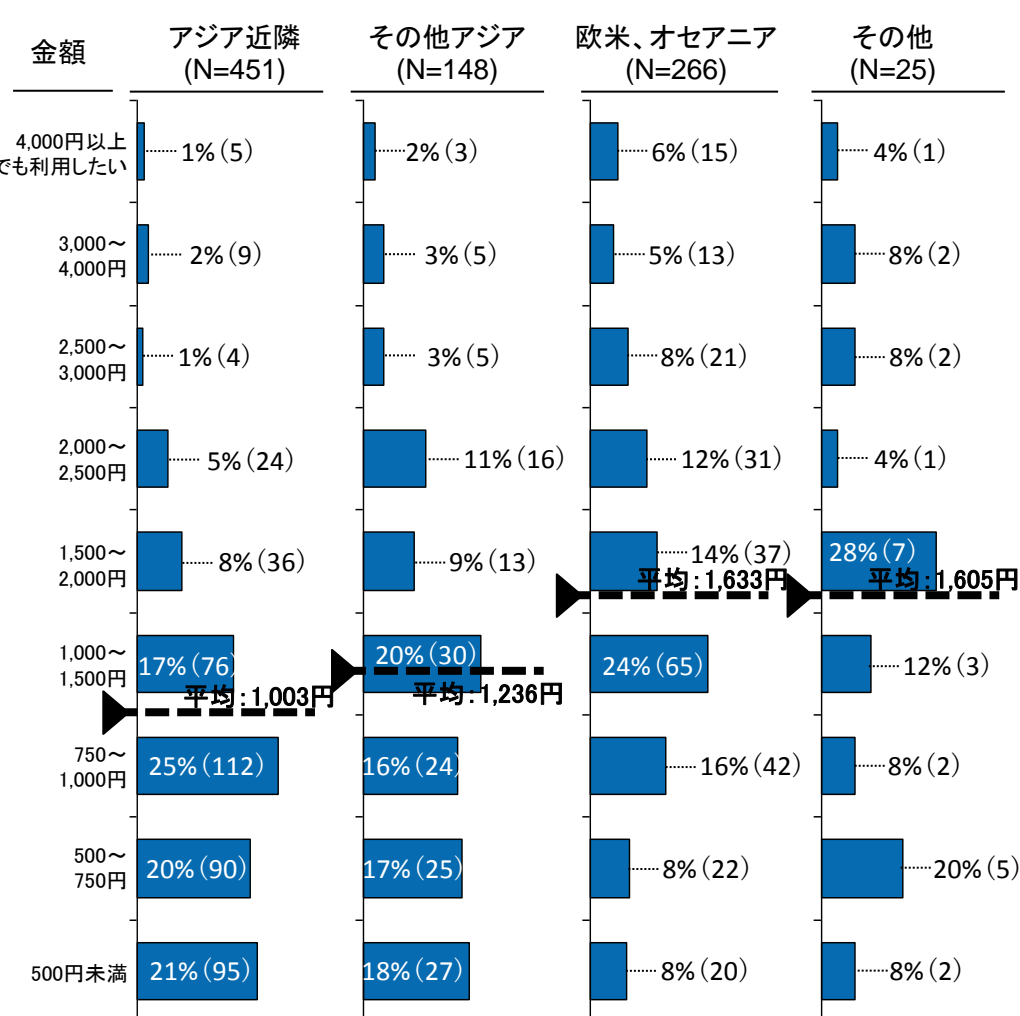 金額
アジア近隣
(N=451)
その他アジア
(N=148)
欧米、オセアニア
(N=266)
その他
(N=25)
4,000円以上
でも利用したい
1%(5)
2%(3)
6%(15)
4%(1)
3,000～
4,000円
2%(9)
3%(5)
5%(13)
8%(2)
2,500～
3,000円
1%(4)
3%(5)
8%(21)
8%(2)
2,000～
2,500円
5%(24)
11%(16)
12%(31)
4%(1)
1,500～
2,000円
8%(36)
9%(13)
14%(37)
28%(7)
平均：1,633円
平均：1,605円
1,000～
1,500円
17%(76)
20%(30)
24%(65)
12%(3)
平均：1,003円
平均：1,236円
750～
1,000円
25%(112)
16%(24)
16%(42)
8%(2)
500～
750円
20%(90)
17%(25)
8%(22)
20%(5)
500円未満
21%(95)
18%(27)
8%(20)
8%(2)